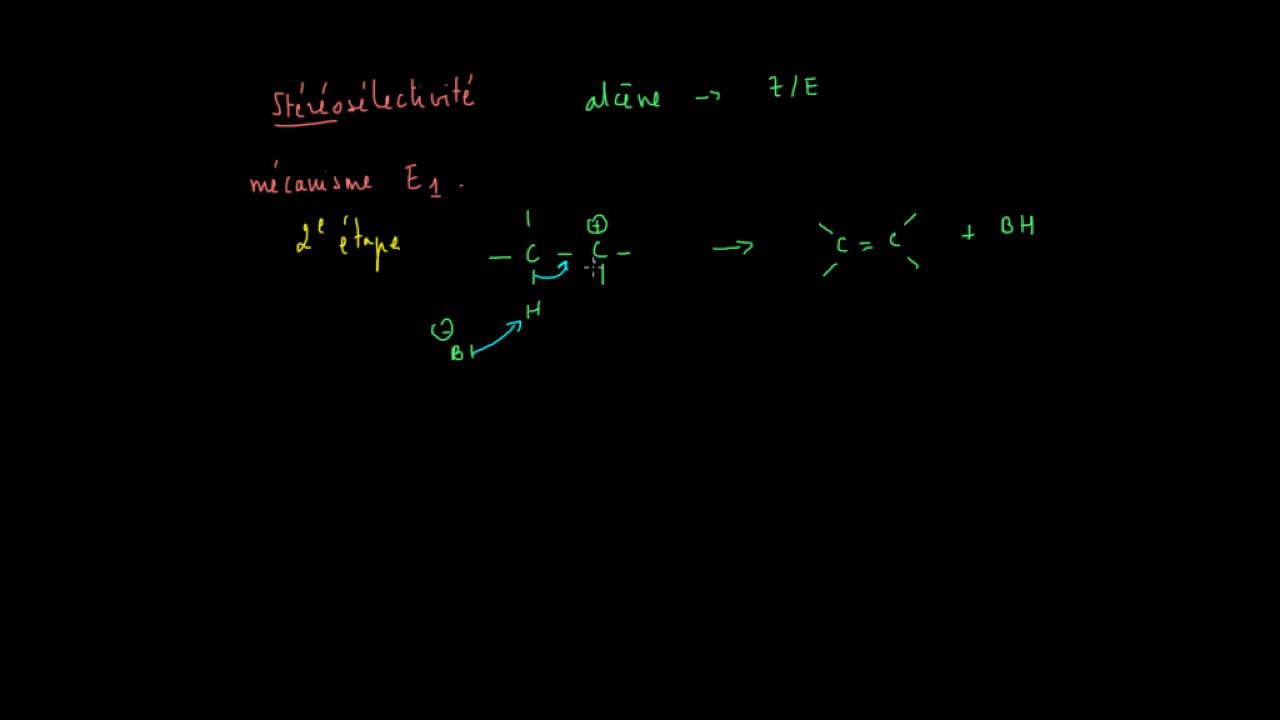 Stéréosélectivité alcène -> Z/E
mécanisme E1.
2e étape
- C - C - -> C = C + BH
H
B